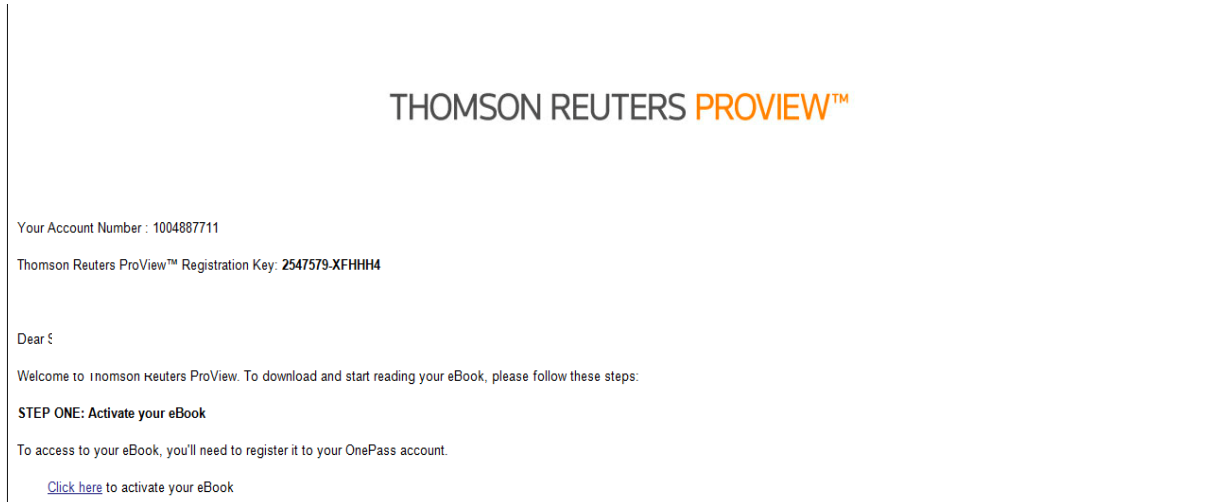 THOMSON REUTERS PROVIEW™
Your Account Number : 1004887711
Thomson Reuters ProView™ Registration Key: 2547579-XFHHH4
Dear
Welcome to Thomson Reuters ProView. To download and start reading your eBook, please follow these steps:
STEP ONE: Activate your eBook
To access to your eBook, you'll need to register it to your OnePass account.
Click here to activate your eBook